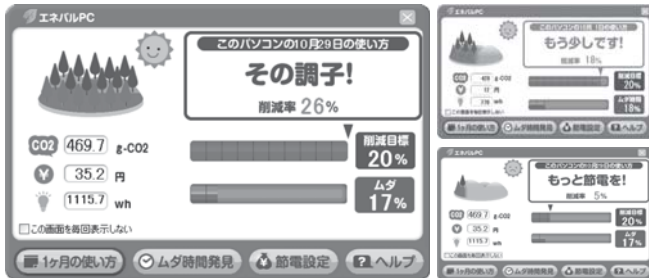 エネパルPC
このパソコンの10月29日の使い方
その調子!
削減率 26%
CO2 469.7 g-CO2
¥ 35.2 円
1115.7 wh
削減目標
20%
ムダ
17%
この画面を毎回表示しない
1ヶ月の使い方
ムダ時間発見
節電設定
ヘルプ
エネパルPC
もう少しです!
削減率 18%
CO2 g-CO2
¥ 円
wh
削減目標
20%
ムダ時間
18%
1ヶ月の使い方
ムダ時間発見
節電設定
ヘルプ
エネパルPC
もっと節電を!
削減率 5%
CO2 469.7 g-CO2
¥ 35.2 円
1115.7 wh
削減目標
20%
ムダ
17%
1ヶ月の使い方
ムダ時間発見
節電設定
ヘルプ